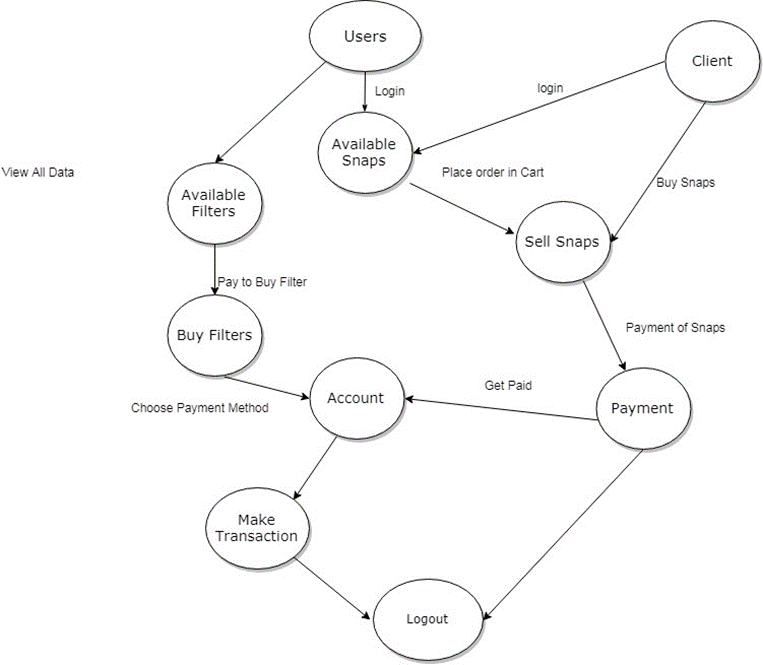 Users
Client
Login
login
Available
Snaps
View All Data
Place order in Cart
Buy Snaps
Available
Filters
Sell Snaps
Pay to Buy Filter
Buy Filters
Payment of Snaps
Get Paid
Account
Choose Payment Method
Payment
Make
Transaction
Logout